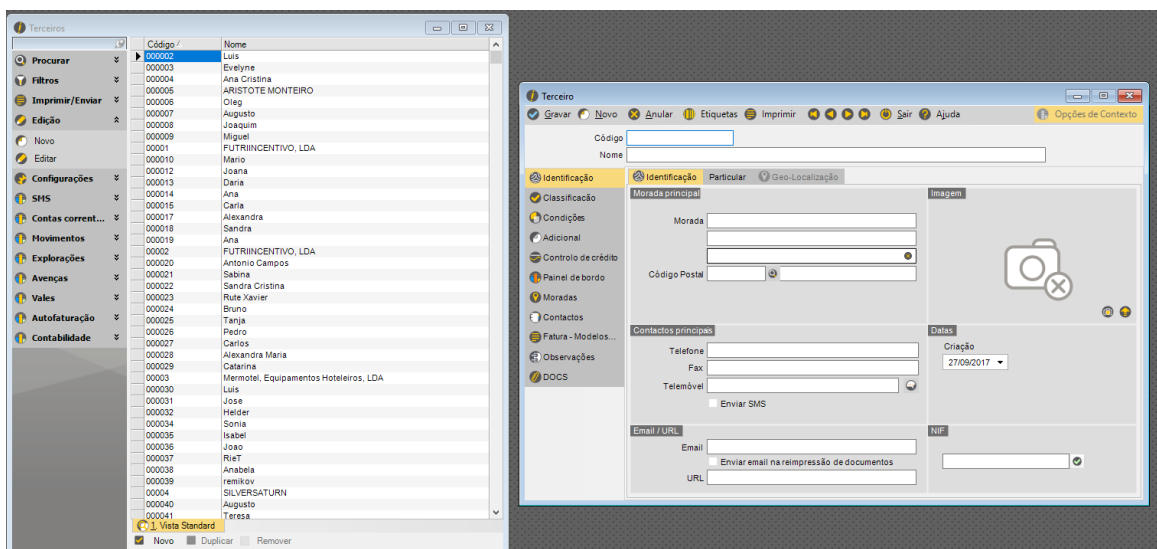 Terceiros
Código Nome
Procurar
Filtros
Imprimir/Enviar
Edição
Novo
Editar
Configurações
SMS
Contas corrent...
Movimentos
Explorações
Avenças
Vales
Autofaturação
Contabilidade
000002 Luis
000003 Evelyne
000004 Ana Cristina
000005 ARISTOTE MONTEIRO
000006 Oleg
000007 Augusto
000008 Joaquim
000009 Miguel
00001 FUTRIINCENTIVO, LDA
000010 Mario
000012 Joana
000013 Daria
000014 Ana
000015 Carla
000017 Alexandra
000018 Sandra
000019 Ana
00002 FUTRIINCENTIVO, LDA
000020 Antonio Campos
000021 Sabina
000022 Sandra Cristina
000023 Rute Xavier
000024 Bruno
000025 Tanja
000026 Pedro
000027 Carlos
000028 Alexandra Maria
000029 Catarina
00003 Mermotel, Equipamentos Hoteleiros, LDA
000030 Luis
000031 Jose
000032 Helder
000034 Sonia
000035 Isabel
000036 Joao
000037 RieT
000038 Anabela
000039 remikov
00004 SILVERSATURN
000040 Augusto
000041 Teresa
1. Vista Standard
Novo Duplicar Remover
Terceiro
Gravar Novo Anular Etiquetas Imprimir Sair Ajuda Opções de Contexto
Código
Nome
Identificação
Classificação
Condições
Adicional
Controlo de crédito
Painel de bordo
Moradas
Contactos
Fatura - Modelos...
Observações
DOCS
Identificação Particular Geo-Localização
Morada principal
Morada
Código Postal
Imagem
Contactos principais
Telefone
Fax
Telemóvel
Enviar SMS
Datas
Criação
27/09/2017
Email / URL
Email
Enviar email na reimpressão de documentos
URL
NIF